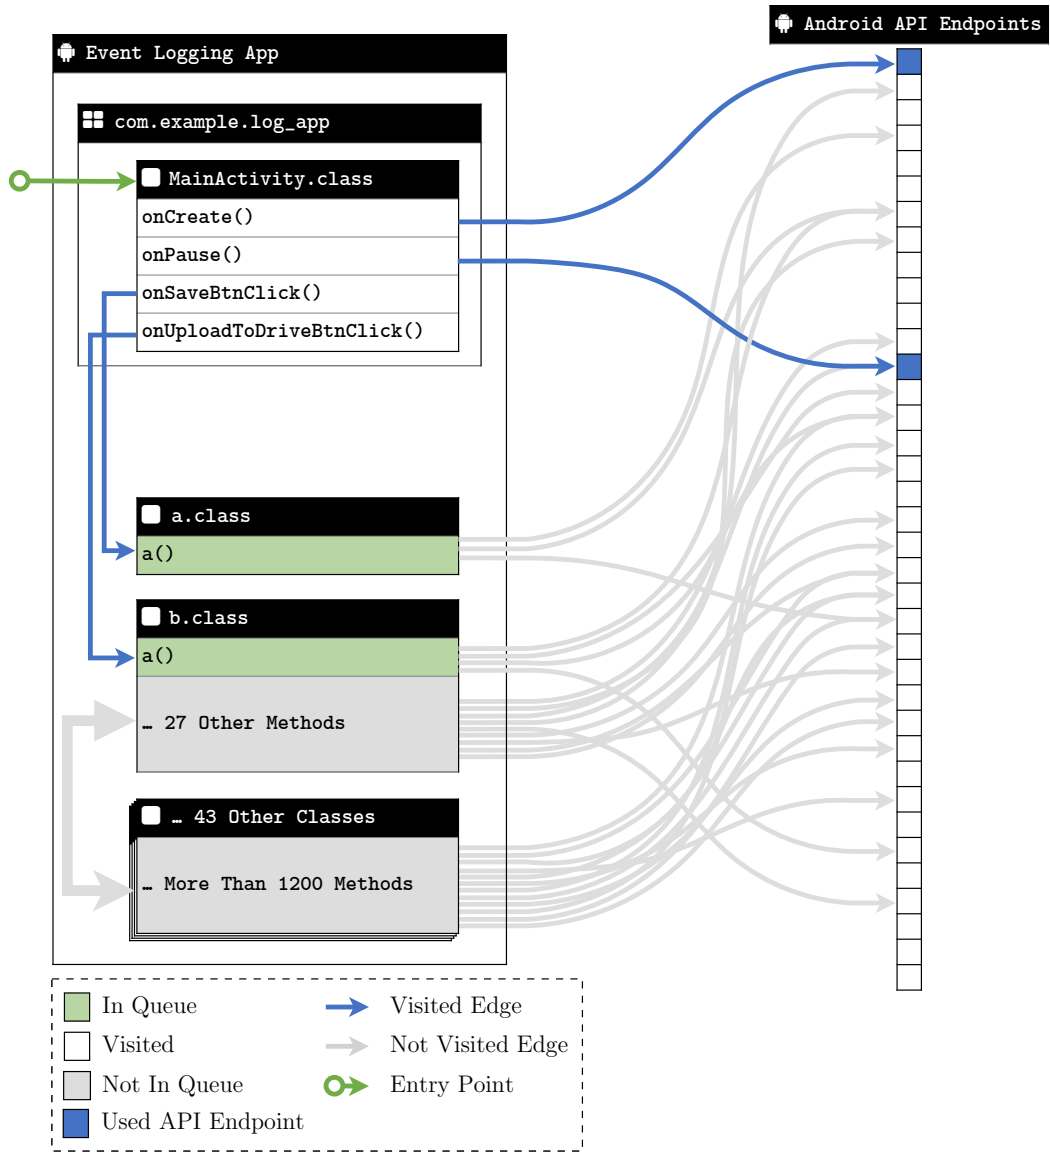 Android API Endpoints
Event Logging App
com.example.log_app
MainActivity.class
onCreate()
onPause()
onSaveBtnClick()
onUploadToDriveBtnClick()
a.class
a()
b.class
a()
… 27 Other Methods
… 43 Other Classes
… More Than 1200 Methods
In Queue
Visited
Not In Queue
Used API Endpoint
Visited Edge
Not Visited Edge
Entry Point